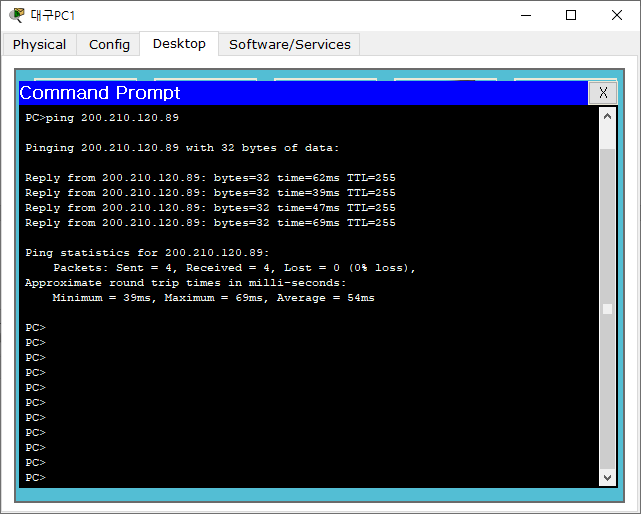 대구PC1
Physical Config Desktop Software/Services
Command Prompt X
PC>ping 200.210.120.89
Pinging 200.210.120.89 with 32 bytes of data:
Reply from 200.210.120.89: bytes=32 time=62ms TTL=255
Reply from 200.210.120.89: bytes=32 time=39ms TTL=255
Reply from 200.210.120.89: bytes=32 time=47ms TTL=255
Reply from 200.210.120.89: bytes=32 time=69ms TTL=255
Ping statistics for 200.210.120.89:
Packets: Sent = 4, Received = 4, Lost = 0 (0% loss),
Approximate round trip times in milli-seconds:
Minimum = 39ms, Maximum = 69ms, Average = 54ms
PC>
PC>
PC>
PC>
PC>
PC>
PC>
PC>
PC>
PC>
PC>